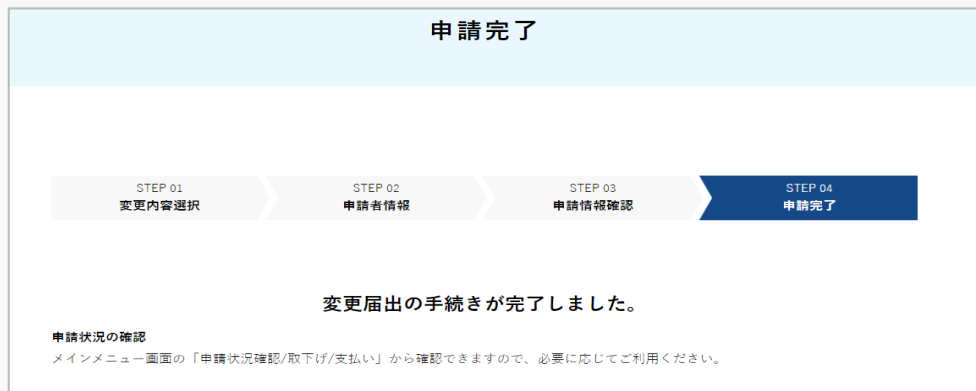 申請完了
STEP 01
変更内容選択
STEP 02
申請者情報
STEP 03
申請情報確認
STEP 04
申請完了
変更届出の手続きが完了しました。
申請状況の確認
メインメニュー画面の「申請状況確認/取下げ/支払い」から確認できますので、必要に応じてご利用ください。